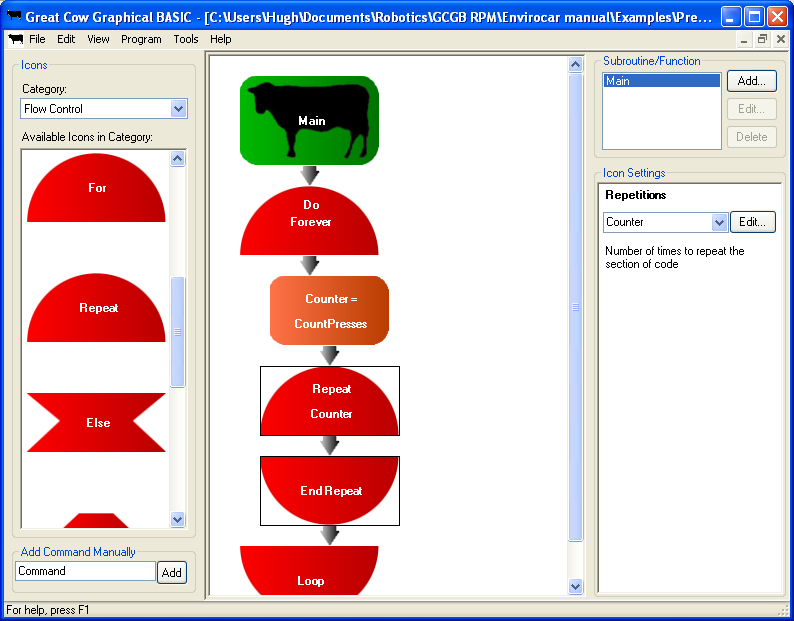 Great Cow Graphical BASIC - [C:\Users\Hugh\Documents\Robotics\GCGB RPM\Envirocar manual\Examples\Pre...
File Edit View Program Tools Help
Icons
Category:
Flow Control
Available Icons in Category:
For
Repeat
Else
Add Command Manually
Command
Add
Main
Do
Forever
Counter =
CountPresses
Repeat
Counter
End Repeat
Loop
Subroutine/Function
Main
Add...
Edit...
Delete
Icon Settings
Repetitions
Counter
Edit...
Number of times to repeat the
section of code
For help, press F1